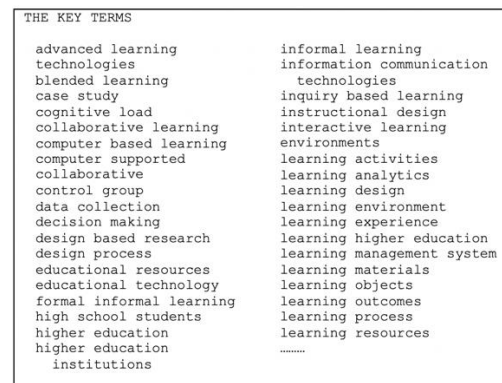 THE KEY TERMS
advanced learning
technologies
blended learning
case study
cognitive load
collaborative learning
computer based learning
computer supported
collaborative
control group
data collection
decision making
design based research
design process
educational resources
educational technology
formal informal learning
high school students
higher education
higher education
institutions
informal learning
information communication
technologies
inquiry based learning
instructional design
interactive learning
environments
learning activities
learning analytics
learning design
learning environment
learning experience
learning higher education
learning management system
learning materials
learning objects
learning outcomes
learning process
learning resources
………